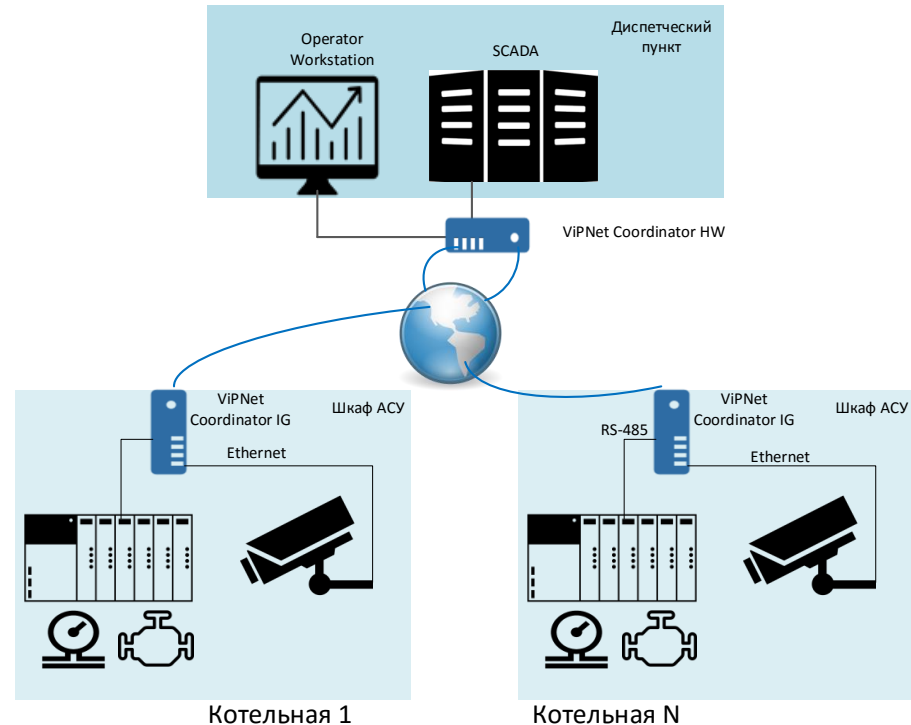 Диспетческий
пункт
Operator
Workstation
SCADA
ViPNet Coordinator HW
ViPNet
Coordinator IG
Шкаф АСУ
Ethernet
ViPNet
Coordinator IG
Шкаф АСУ
RS-485
Ethernet
Котельная 1
Котельная N